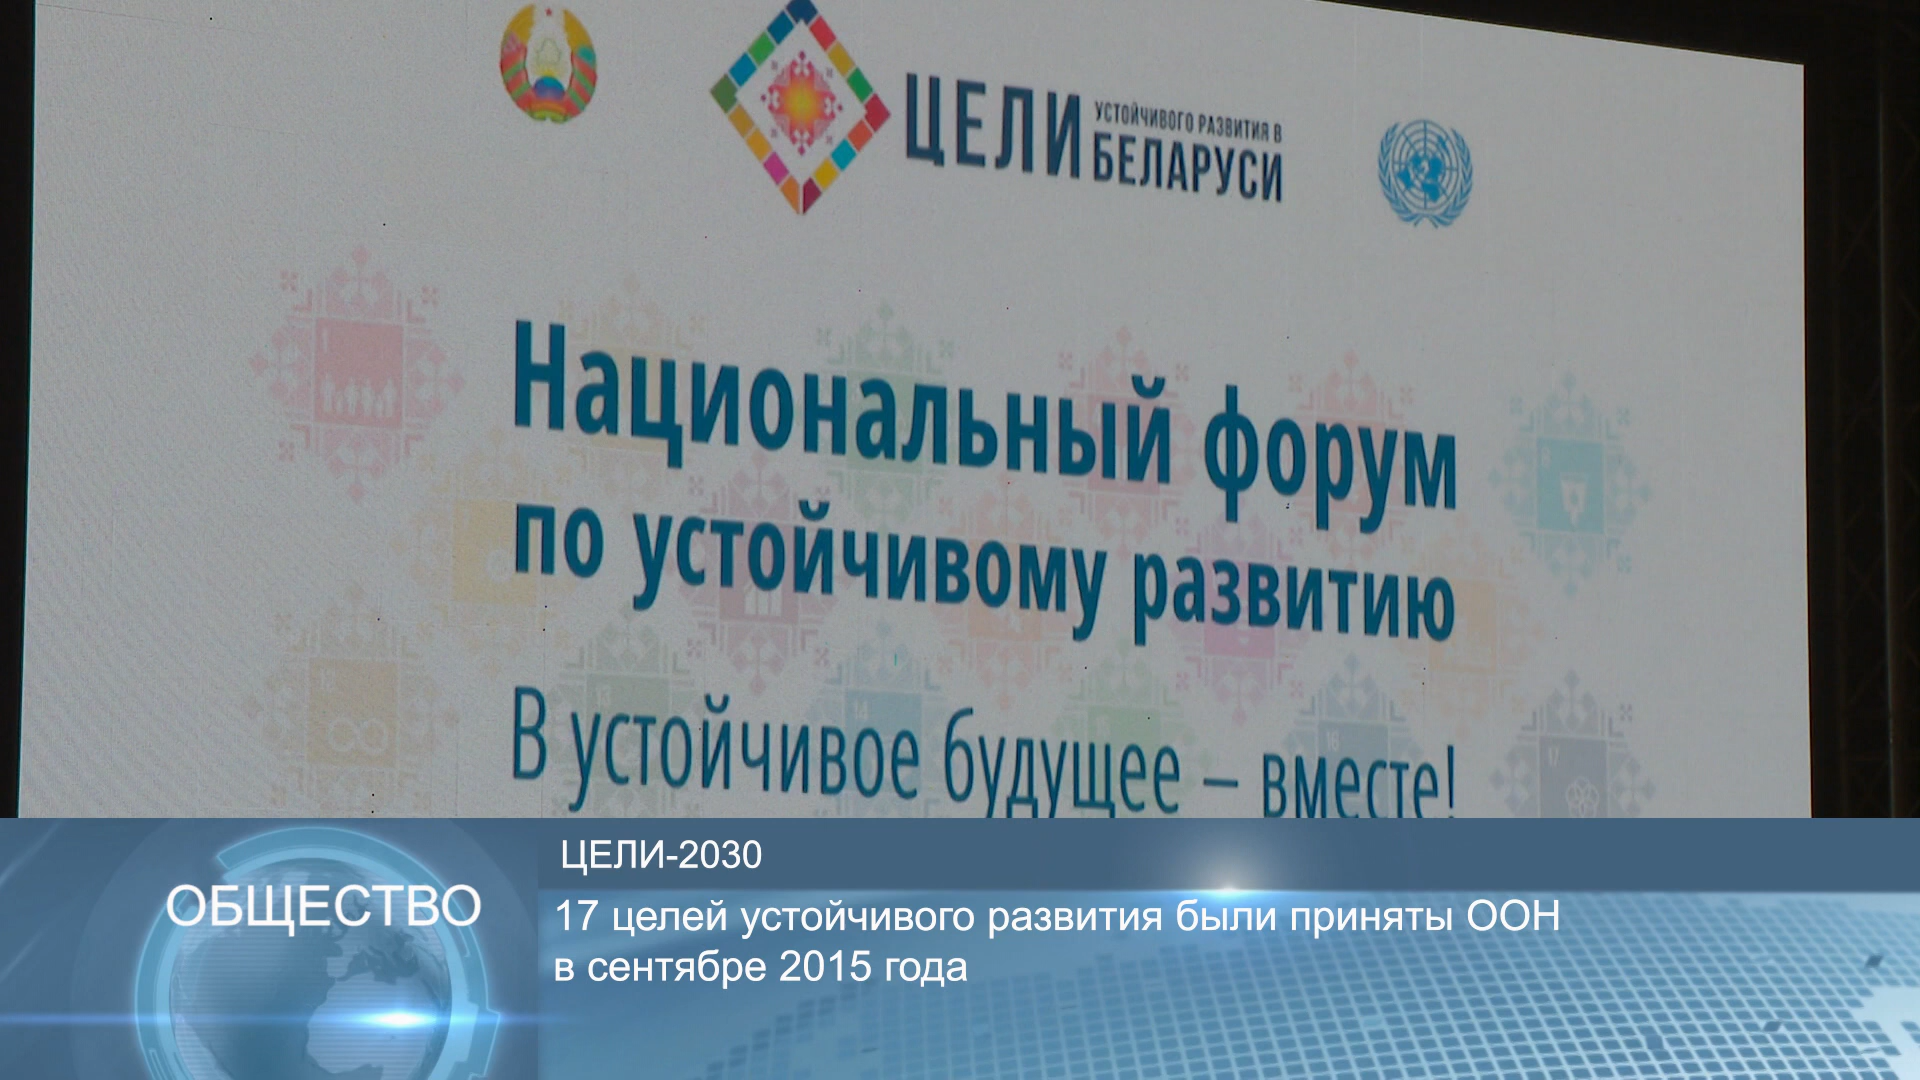 ЦЕЛИ
УСТОЙЧИВОГО РАЗВИТИЯ В
БЕЛАРУСИ
Национальный форум
по устойчивому развитию
В устойчивое будущее – вместе!
ЦЕЛИ-2030
ОБЩЕСТВО
17 целей устойчивого развития были приняты ООН
в сентябре 2015 года